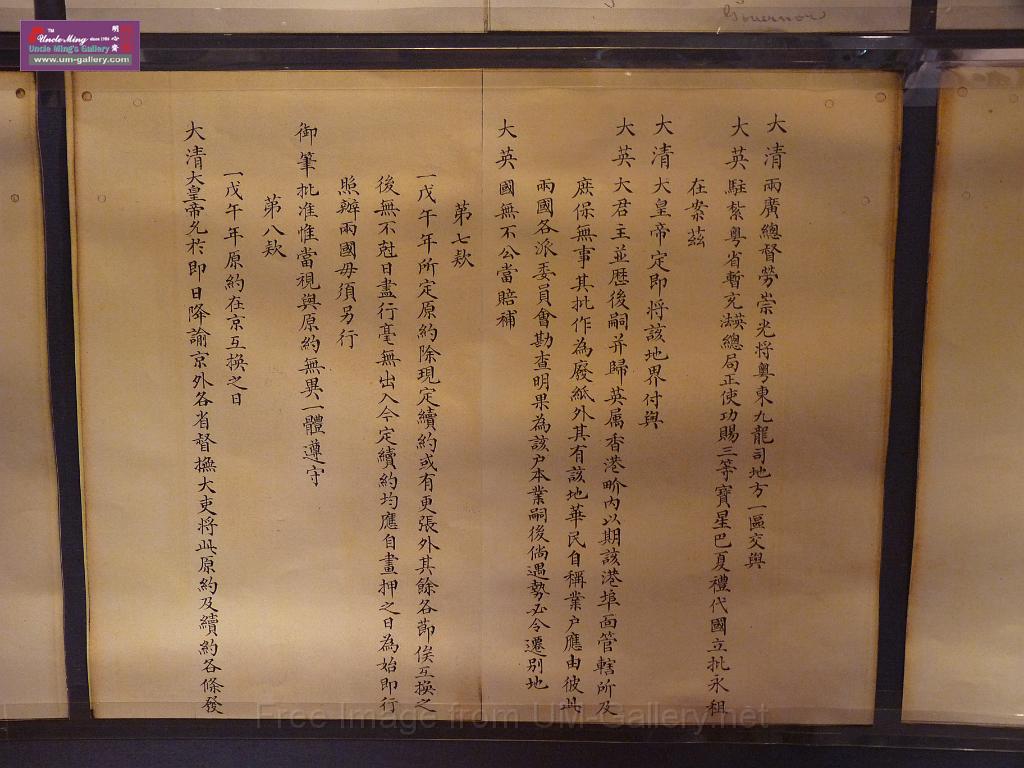 Governor
TM
Uncle Ming since 1986
明心齋
Uncle Ming's Gallery
www.um-gallery.com
大清兩廣總督勞崇光將粵東九龍司地方一區交與
大英駐紮粵省暫充英法總局正使功賜三等寶星巴夏禮代國立批永租
在案茲
大清大皇帝定即將該地界付與
大英大君主並歷後嗣并歸英屬香港界內以期該港埠面管轄所及
庶保無事其批作為廢紙外其有該地華民自稱業戶應由彼此
兩國各派委員會勘查明果為該戶本業嗣後倘遇勢必令遷別地
大英國無不公當賠補
第七款
一戊午年所定原約除現定續約或有更張外其餘各節俟互換之
後無不尅日盡行毫無出入今定續約均應自畫押之日為始即行
照辦兩國毋須另行
御筆批准惟當視與原約無異一體遵守
第八款
一戊午年原約在京互換之日
大清大皇帝允於即日降諭京外各省督撫大吏將此原約及續約各條發
Free Image from UM-Gallery.net